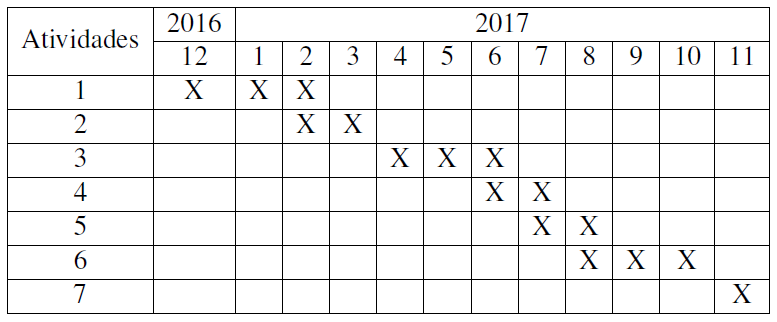 Atividades 2016 2017
12 1 2 3 4 5 6 7 8 9 10 11
1 X X X
2 X X
3 X X X
4 X X
5 X X
6 X X X
7 X